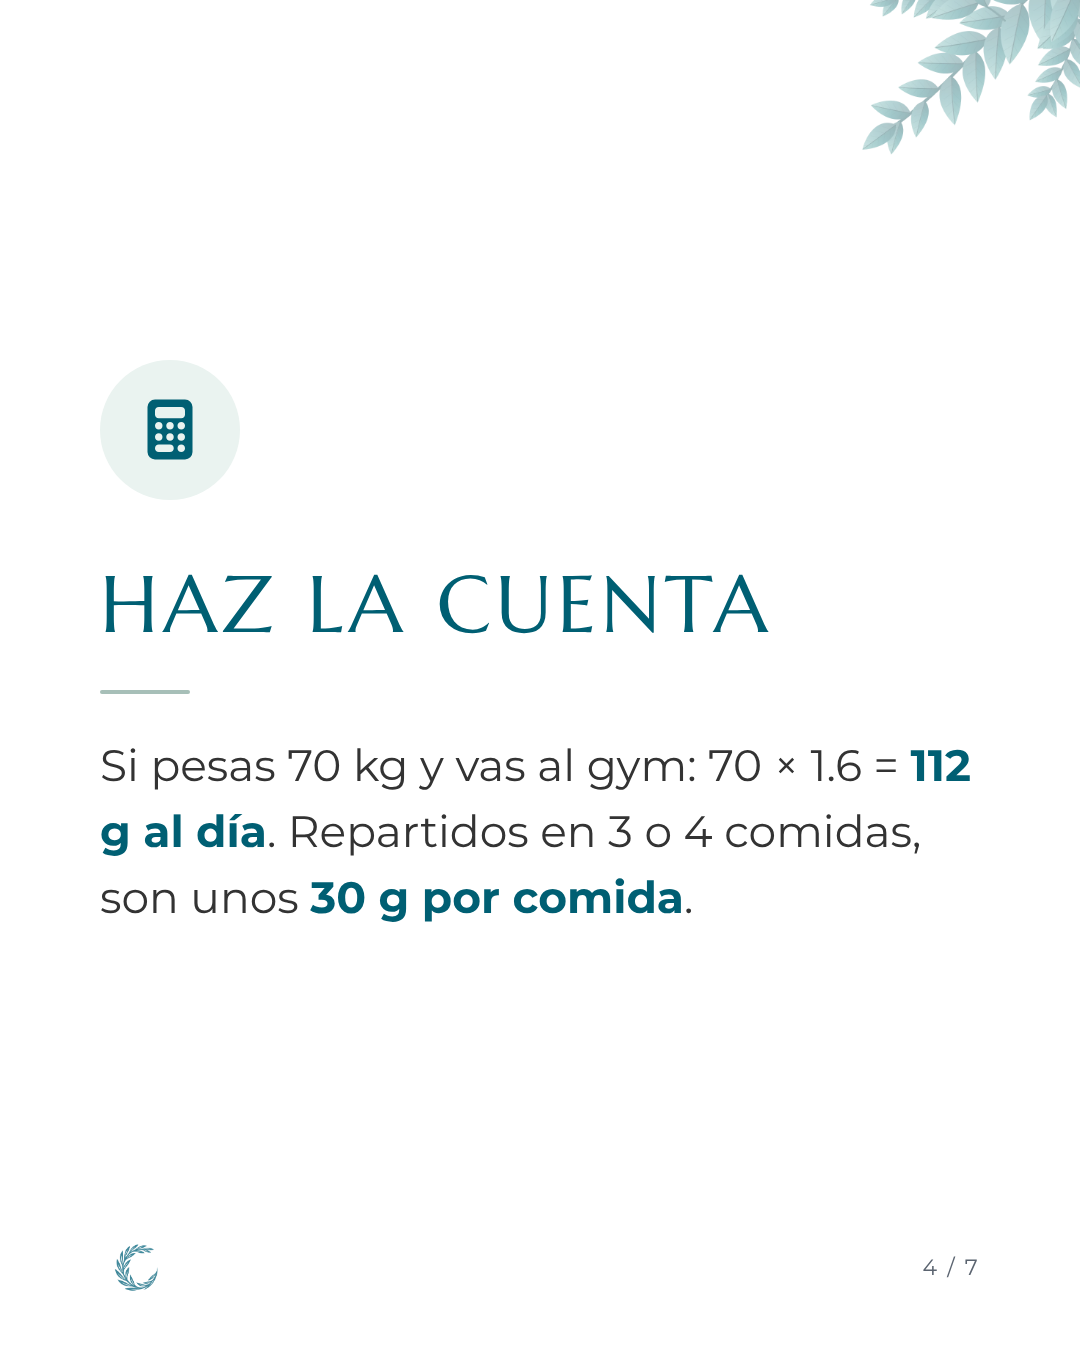 HAZ LA CUENTA
Si pesas 70 kg y vas al gym: 70 × 1.6 = 112
g al día. Repartidos en 3 o 4 comidas,
son unos 30 g por comida.
4 / 7